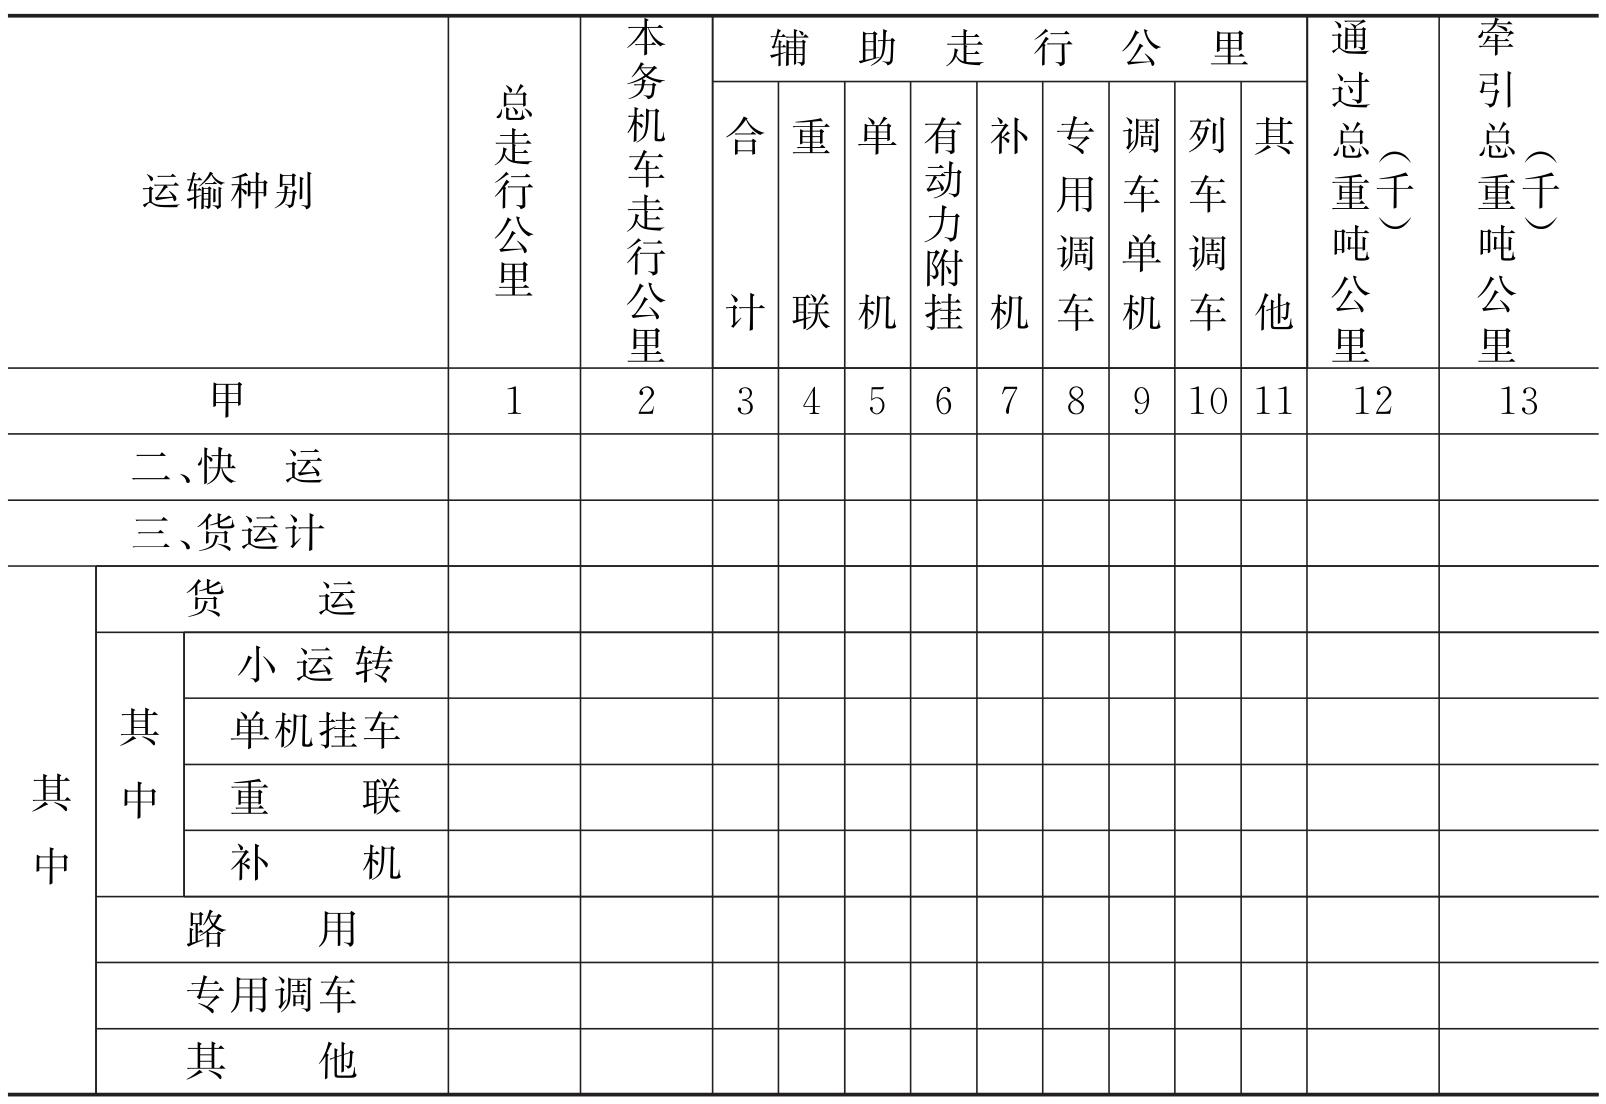 运输种别
总走行公里
本务机车走行公里
辅助走行公里
合计
重联
单机
有动力附挂
补机
专用调车
调车单机
列车调车
其他
通过总重吨公里
（千）
牵引总重吨公里
（千）
甲 1 2 3 4 5 6 7 8 9 10 11 12 13
二、快 运
三、货运计
其中
货 运
其中
小运转
单机挂车
重 联
补 机
路 用
专用调车
其 他